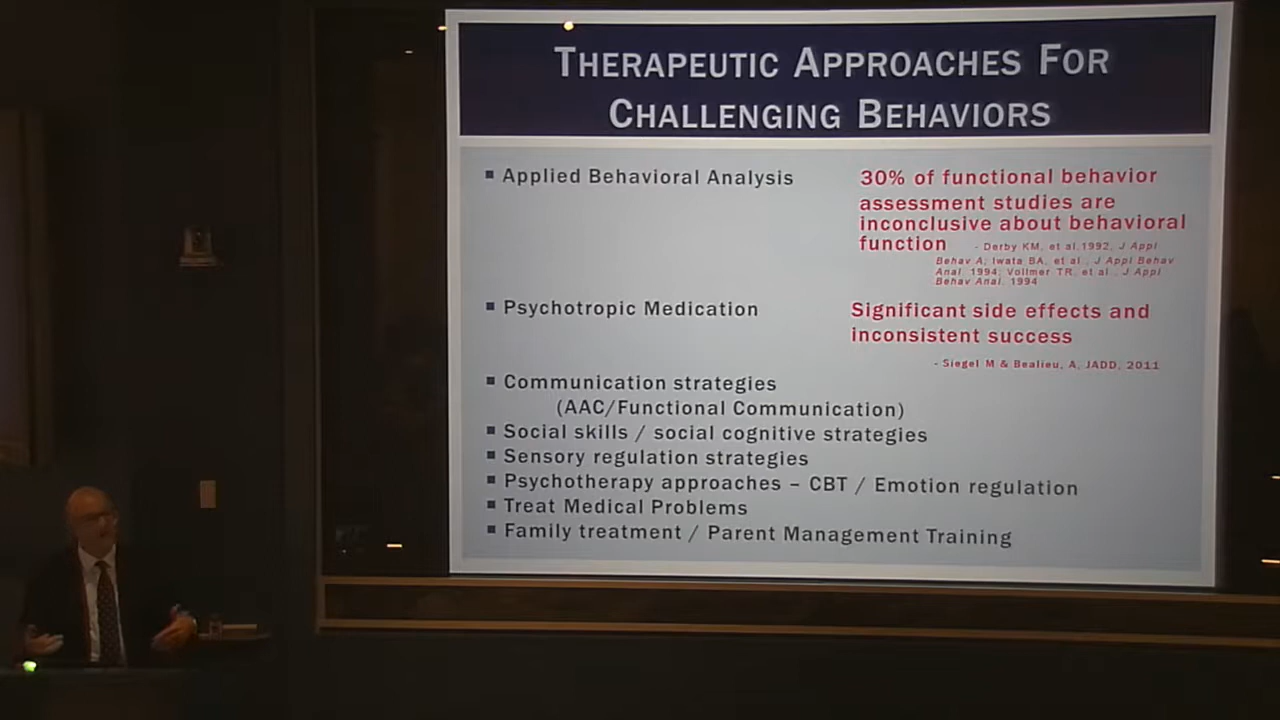 THERAPEUTIC APPROACHES FOR
CHALLENGING BEHAVIORS
▪ Applied Behavioral Analysis
30% of functional behavior
assessment studies are
inconclusive about behavioral
function - Derby KM, et al.1992, J Appl
Behav A; Iwata BA, et al , J Appl Behav
Anal. 1994; Vollmer TR, et al , J Appl
Behav Anal. 1994
▪ Psychotropic Medication
Significant side effects and
inconsistent success
- Siegel M & Bealieu, A, JADD, 2011
▪ Communication strategies
(AAC/Functional Communication)
▪ Social skills / social cognitive strategies
▪ Sensory regulation strategies
▪ Psychotherapy approaches – CBT / Emotion regulation
▪ Treat Medical Problems
▪ Family treatment / Parent Management Training